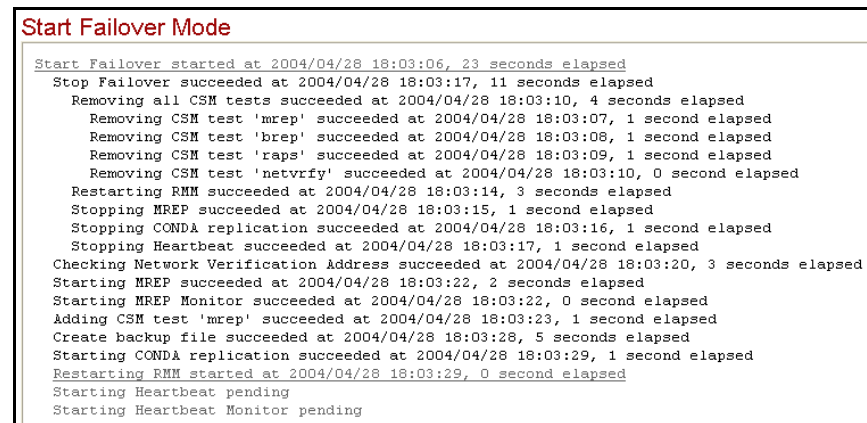 Start Failover Mode
Start Failover started at 2004/04/28 18:03:06, 23 seconds elapsed
Stop Failover succeeded at 2004/04/28 18:03:17, 11 seconds elapsed
Removing all CSM tests succeeded at 2004/04/28 18:03:10, 4 seconds elapsed
Removing CSM test 'mrep' succeeded at 2004/04/28 18:03:07, 1 second elapsed
Removing CSM test 'brep' succeeded at 2004/04/28 18:03:08, 1 second elapsed
Removing CSM test 'raps' succeeded at 2004/04/28 18:03:09, 1 second elapsed
Removing CSM test 'netvrfy' succeeded at 2004/04/28 18:03:10, 0 second elapsed
Restarting RMM succeeded at 2004/04/28 18:03:14, 3 seconds elapsed
Stopping MREP succeeded at 2004/04/28 18:03:15, 1 second elapsed
Stopping CONDA replication succeeded at 2004/04/28 18:03:16, 1 second elapsed
Stopping Heartbeat succeeded at 2004/04/28 18:03:17, 1 second elapsed
Checking Network Verification Address succeeded at 2004/04/28 18:03:20, 3 seconds elapsed
Starting MREP succeeded at 2004/04/28 18:03:22, 2 seconds elapsed
Starting MREP Monitor succeeded at 2004/04/28 18:03:22, 0 second elapsed
Adding CSM test 'mrep' succeeded at 2004/04/28 18:03:23, 1 second elapsed
Create backup file succeeded at 2004/04/28 18:03:28, 5 seconds elapsed
Starting CONDA replication succeeded at 2004/04/28 18:03:29, 1 second elapsed
Restarting RMM started at 2004/04/28 18:03:29, 0 second elapsed
Starting Heartbeat pending
Starting Heartbeat Monitor pending